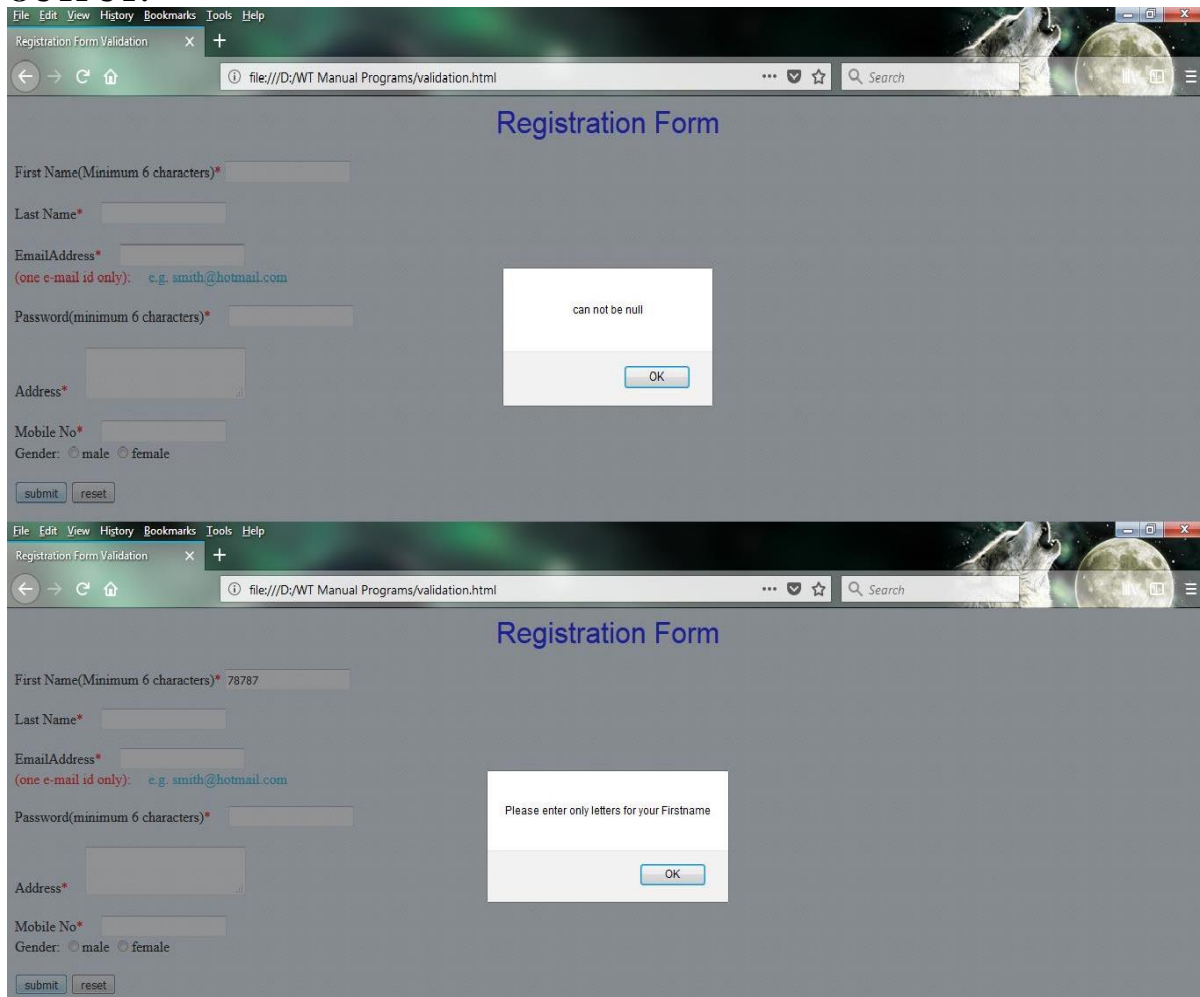 File Edit View History Bookmarks Tools Help
Registration Form Validation × +
file:///D:/WT Manual Programs/validation.html ••• Search
Registration Form
First Name(Minimum 6 characters)*
Last Name*
EmailAddress*
(one e-mail id only): e.g. smith@hotmail.com
Password(minimum 6 characters)*
can not be null
OK
Address*
Mobile No*
Gender: male female
submit reset
File Edit View History Bookmarks Tools Help
Registration Form Validation × +
file:///D:/WT Manual Programs/validation.html ••• Search
Registration Form
First Name(Minimum 6 characters)* 78787
Last Name*
EmailAddress*
(one e-mail id only): e.g. smith@hotmail.com
Password(minimum 6 characters)*
Please enter only letters for your Firstname
OK
Address*
Mobile No*
Gender: male female
submit reset